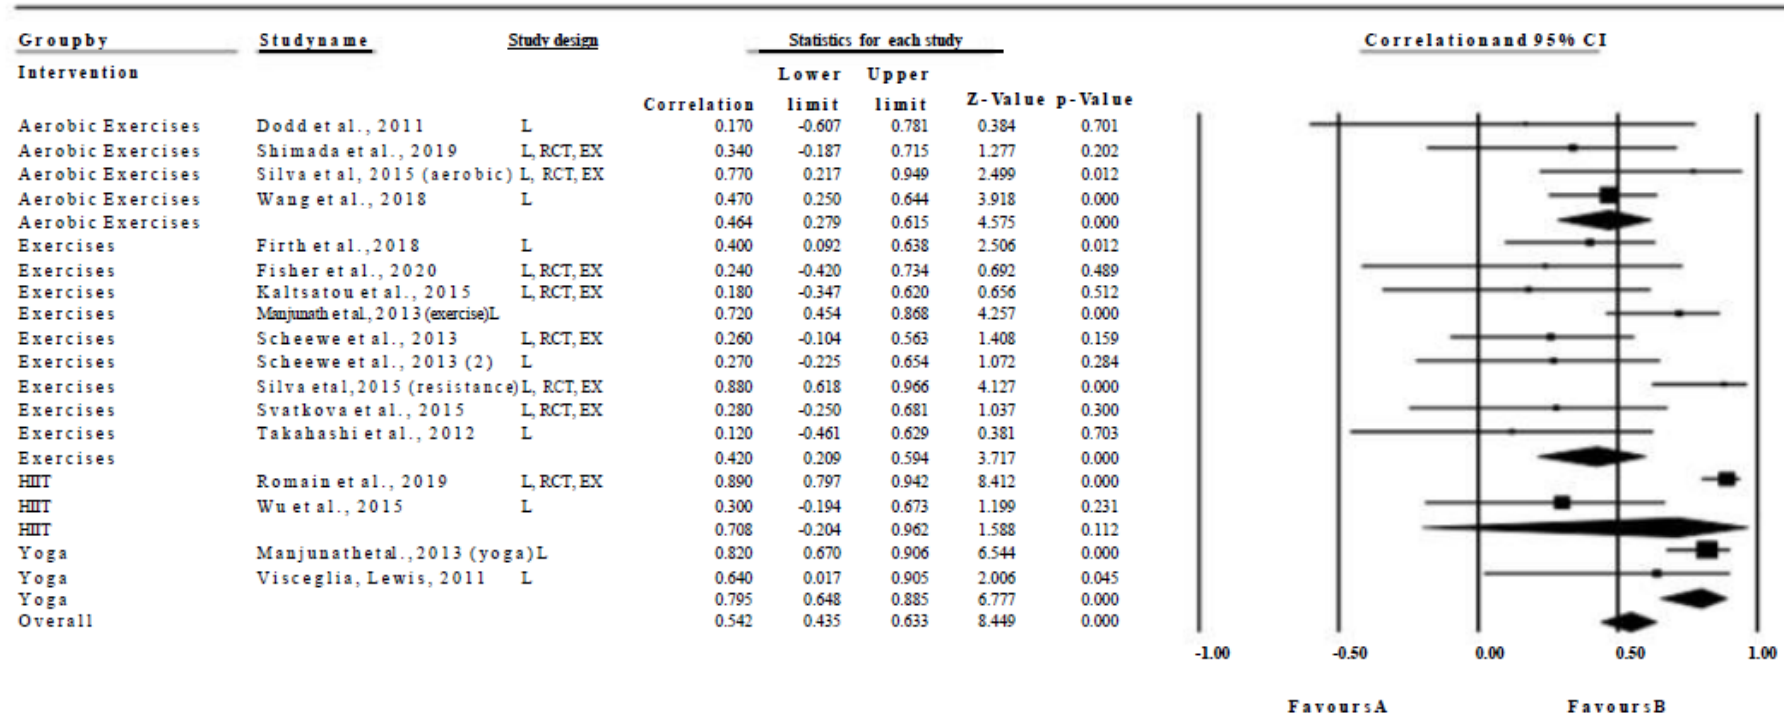 Groupby Studyname Study design Statistics for each study Correlationand 95% CI
Intervention
Lower Upper
Correlation limit limit Z-Value p-Value
Aerobic Exercises Dodd et al., 2011 L 0.170 -0.607 0.781 0.384 0.701
Aerobic Exercises Shimada et al., 2019 L, RCT, EX 0.340 -0.187 0.715 1.277 0.202
Aerobic Exercises Silva et al, 2015 (aerobic) L, RCT, EX 0.770 0.217 0.949 2.499 0.012
Aerobic Exercises Wang et al., 2018 L 0.470 0.250 0.644 3.918 0.000
Aerobic Exercises 0.464 0.279 0.615 4.575 0.000
Exercises Firth et al., 2018 L 0.400 0.092 0.638 2.506 0.012
Exercises Fisher et al., 2020 L, RCT, EX 0.240 -0.420 0.734 0.692 0.489
Exercises Kaltsatou et al., 2015 L, RCT, EX 0.180 -0.347 0.620 0.656 0.512
Exercises Manjunath et al., 2013 (exercise)L 0.720 0.454 0.868 4.257 0.000
Exercises Scheewe et al., 2013 L, RCT, EX 0.260 -0.104 0.563 1.408 0.159
Exercises Scheewe et al., 2013 (2) L 0.270 -0.225 0.654 1.072 0.284
Exercises Silva etal, 2015 (resistance) L, RCT, EX 0.880 0.618 0.966 4.127 0.000
Exercises Svatkova et al., 2015 L, RCT, EX 0.280 -0.250 0.681 1.037 0.300
Exercises Takahashi et al., 2012 L 0.120 -0.461 0.629 0.381 0.703
Exercises 0.420 0.209 0.594 3.717 0.000
HIIT Romain et al., 2019 L, RCT, EX 0.890 0.797 0.942 8.412 0.000
HIIT Wu et al., 2015 L 0.300 -0.194 0.673 1.199 0.231
HIIT 0.708 -0.204 0.962 1.588 0.112
Yoga Manjunathetal., 2013 (yoga) L 0.820 0.670 0.906 6.544 0.000
Yoga Visceglia, Lewis, 2011 L 0.640 0.017 0.905 2.006 0.045
Yoga 0.795 0.648 0.885 6.777 0.000
Overall 0.542 0.435 0.633 8.449 0.000
-1.00 -0.50 0.00 0.50 1.00
FavoursA FavoursB